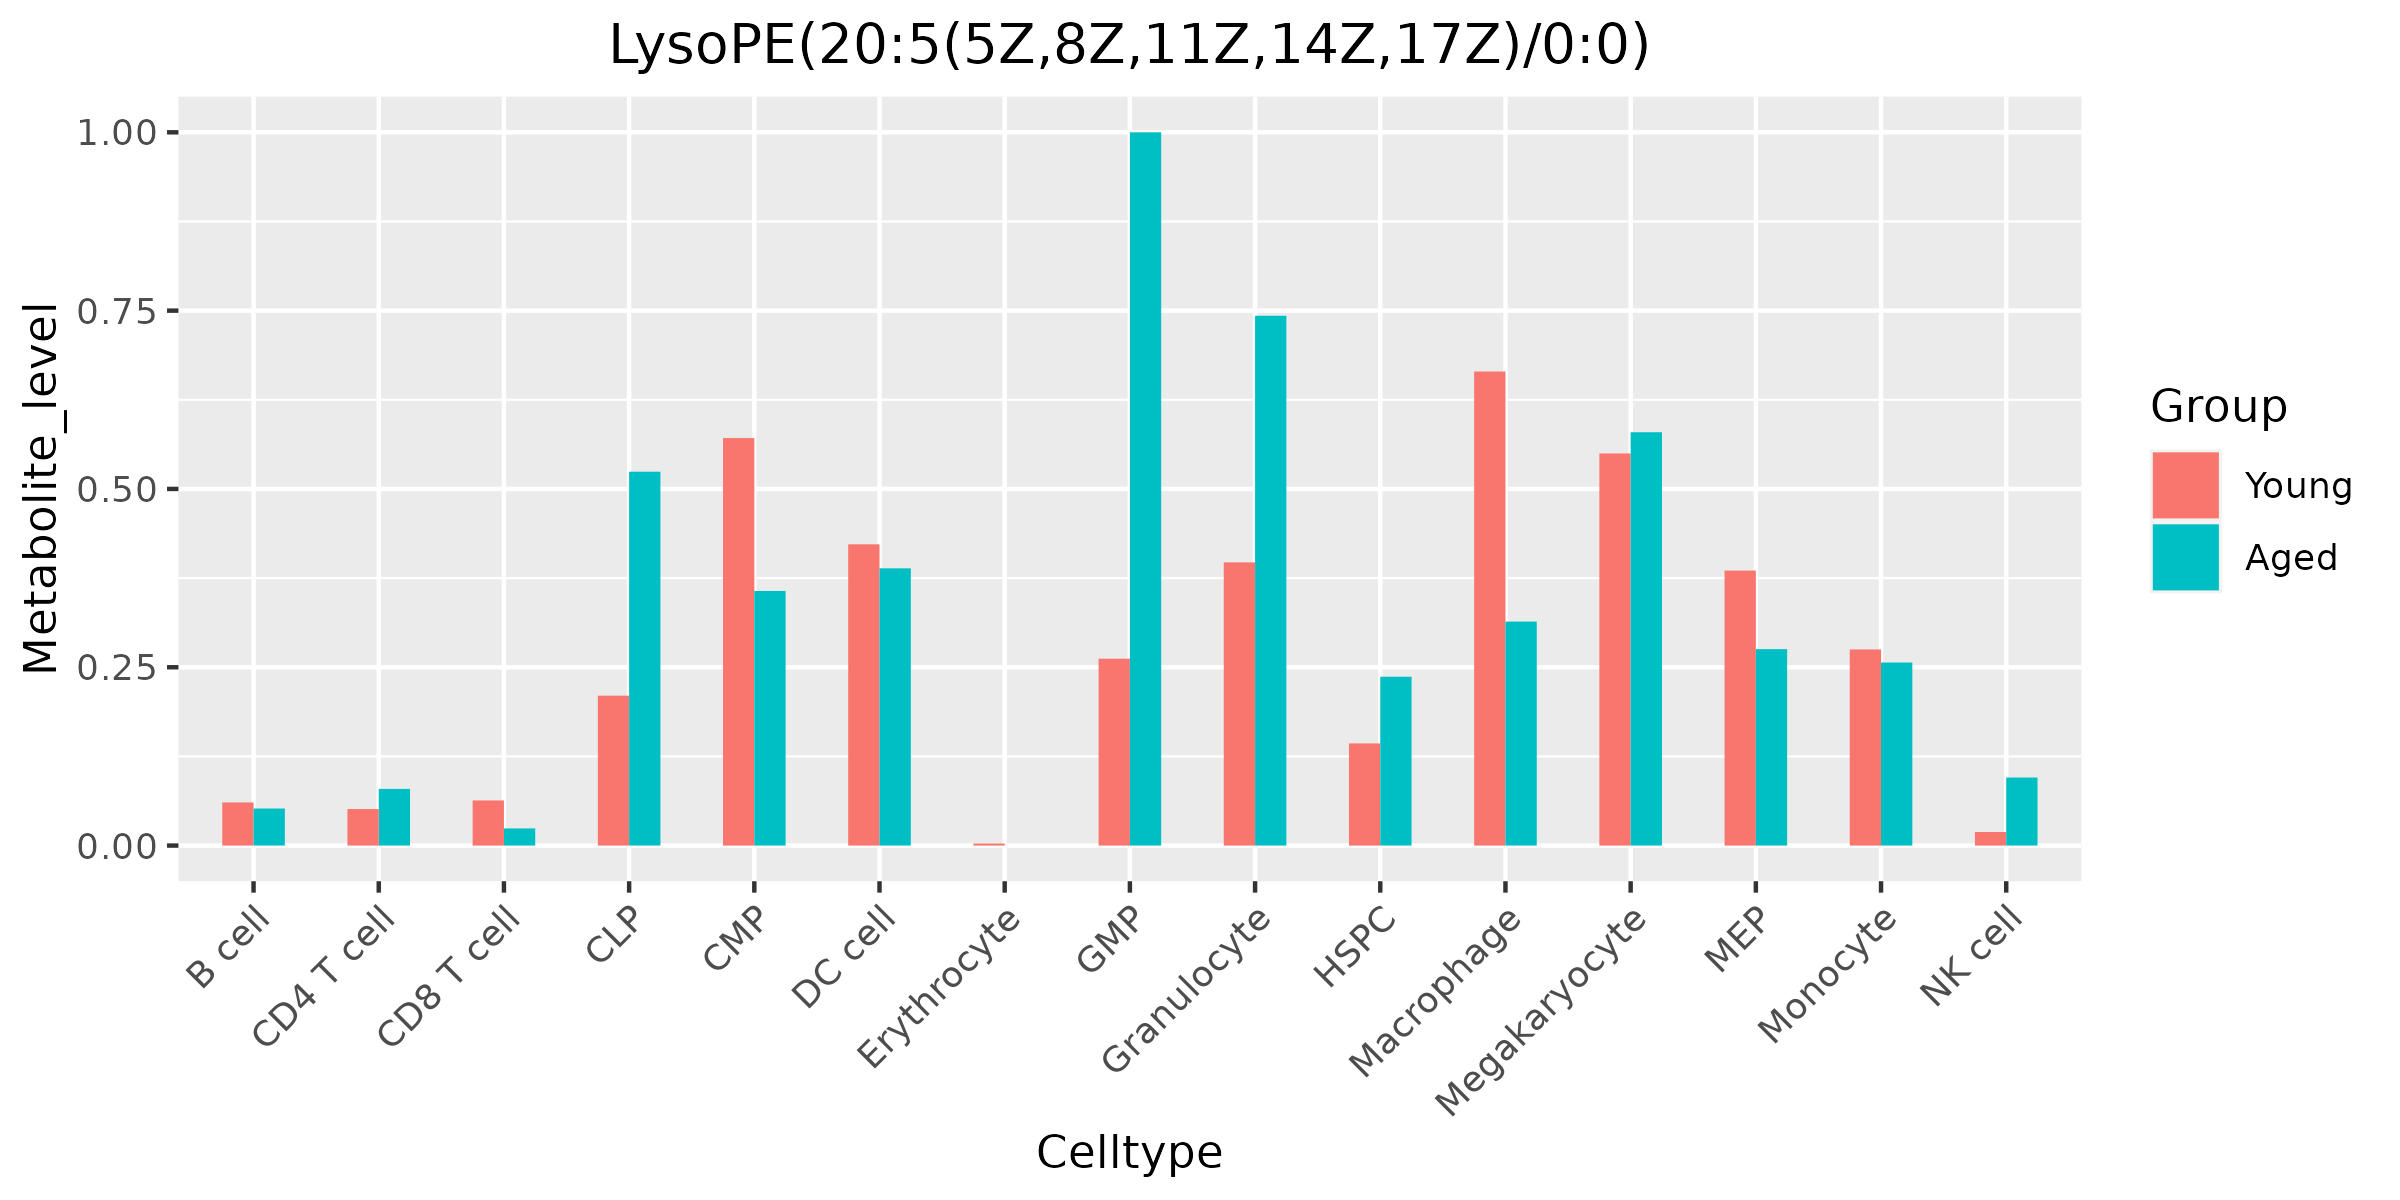 LysoPE(20:5(5Z,8Z,11Z,14Z,17Z)/0:0)
Metabolite_level
1.00
0.75
0.50
0.25
0.00
B cell
CD4 T cell
CD8 T cell
CLP
CMP
DC cell
Erythrocyte
GMP
Granulocyte
HSPC
Macrophage
Megakaryocyte
MEP
Monocyte
NK cell
Celltype
Group
Young
Aged